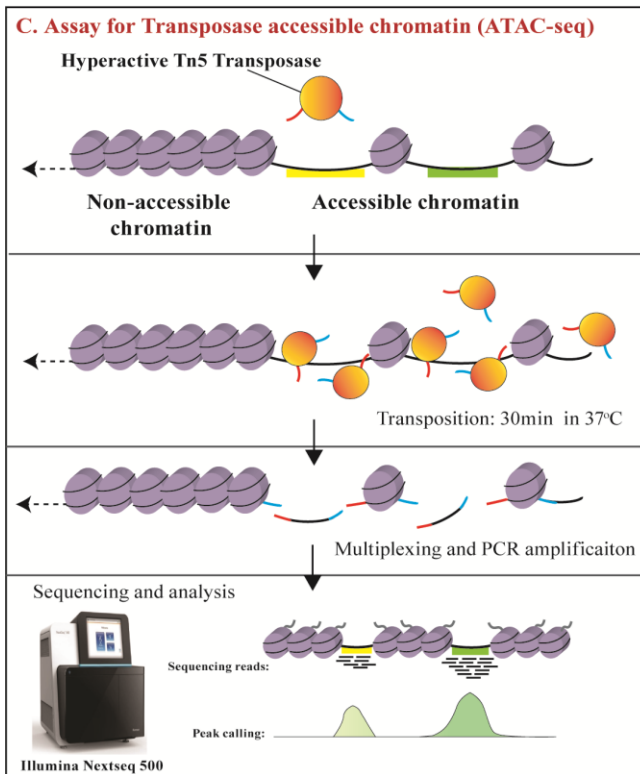 C. Assay for Transposase accessible chromatin (ATAC-seq)
Hyperactive Tn5 Transposase
Non-accessible
chromatin
Accessible chromatin
Transposition: 30min in 37°C
Multiplexing and PCR amplificaiton
Sequencing and analysis
Sequencing reads:
Peak calling:
Illumina Nextseq 500